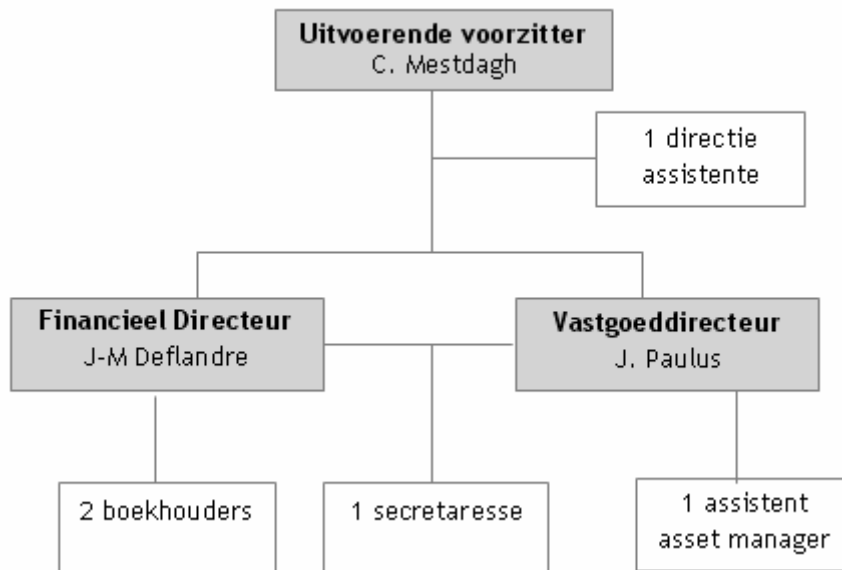 Uitvoerende voorzitter
C. Mestdagh
1 directie
assistente
Financieel Directeur
J-M Deflandre
Vastgoeddirecteur
J. Paulus
2 boekhouders
1 secretaresse
1 assistent
asset manager